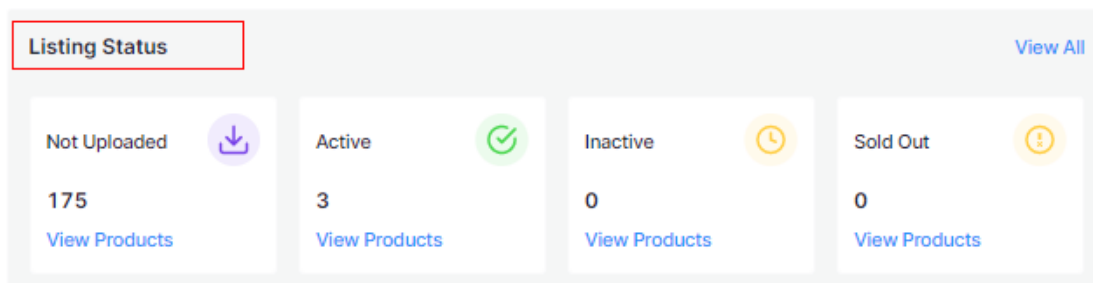 Listing Status
View All
Not Uploaded
175
View Products
Active
3
View Products
Inactive
0
View Products
Sold Out
0
View Products